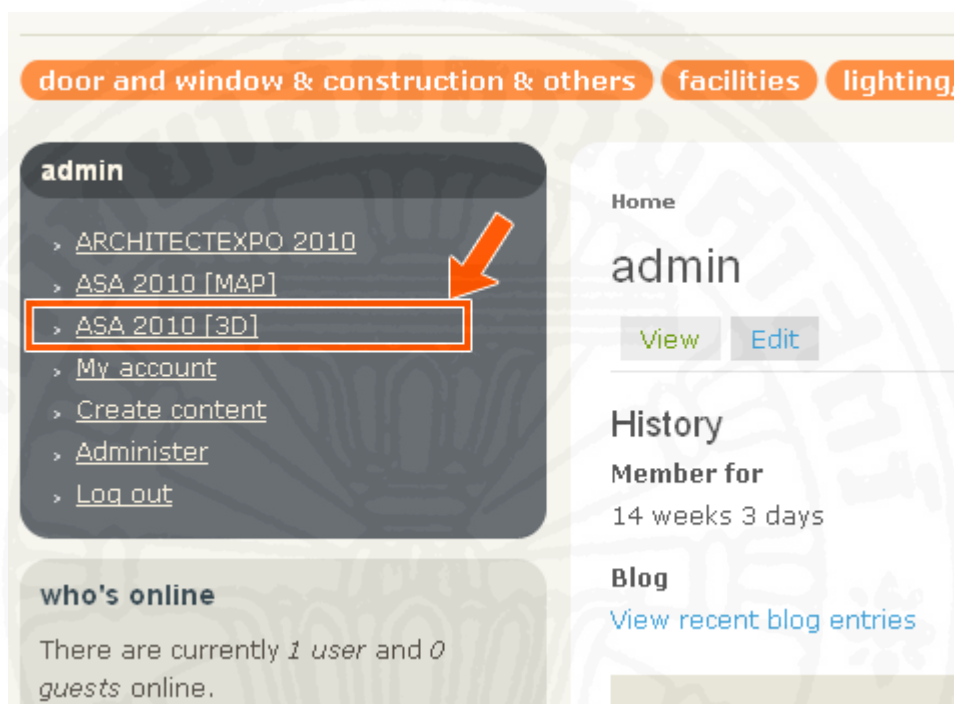 door and window & construction & others facilities lighting,
admin
ARCHITECTEXPO 2010
ASA 2010 [MAP]
ASA 2010 [3D]
My account
Create content
Administer
Log out
who's online
There are currently 1 user and 0
guests online.
Home
admin
View Edit
History
Member for
14 weeks 3 days
Blog
View recent blog entries